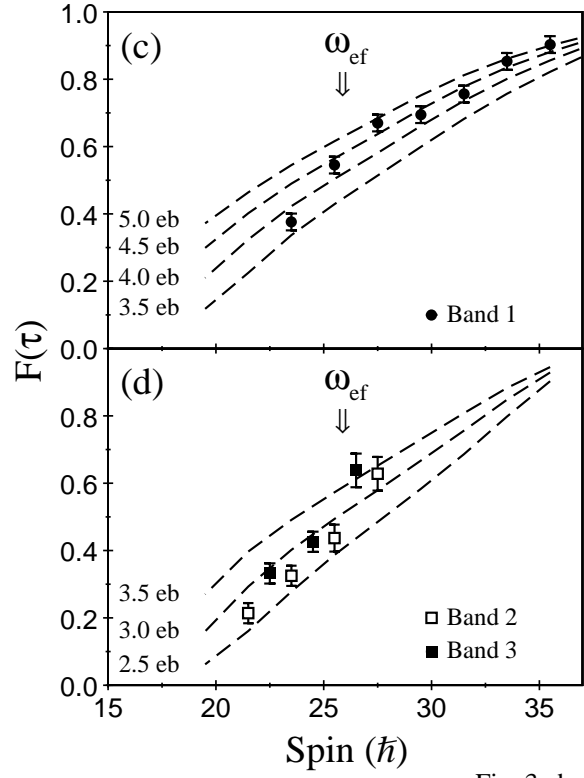 1.0
(c)
ω_ef
⇓
0.8
0.6
0.4
5.0 eb
4.5 eb
4.0 eb
0.2
3.5 eb
Band 1
F(τ)
0.0
(d)
ω_ef
⇓
0.8
0.6
0.4
3.5 eb
0.2
3.0 eb
2.5 eb
Band 2
Band 3
0.0
15 20 25 30 35
Spin (ℏ)